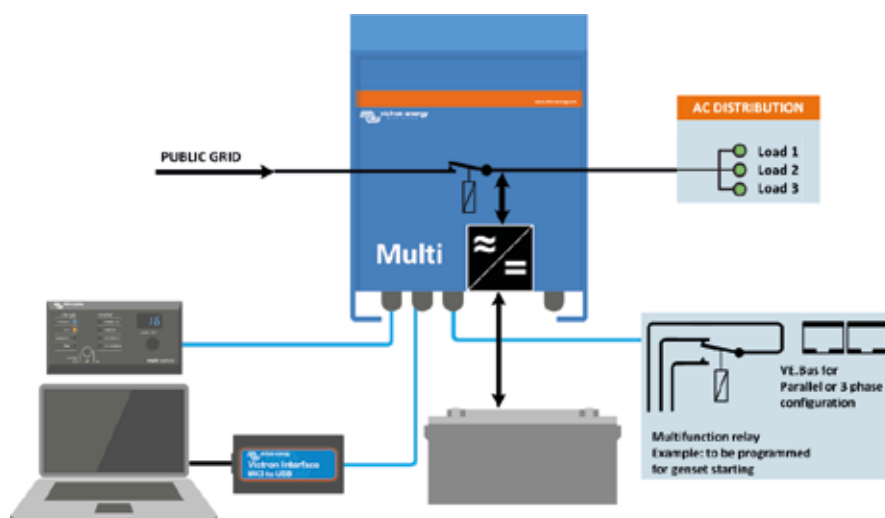 victron energy
AC DISTRIBUTION
PUBLIC GRID
Load 1
Load 2
Load 3
Multi
16
VE.Bus for
Parallel or 3 phase
configuration
Multifunction relay
Example: to be programmed
for genset starting
Victron Interface
MK3 to USB